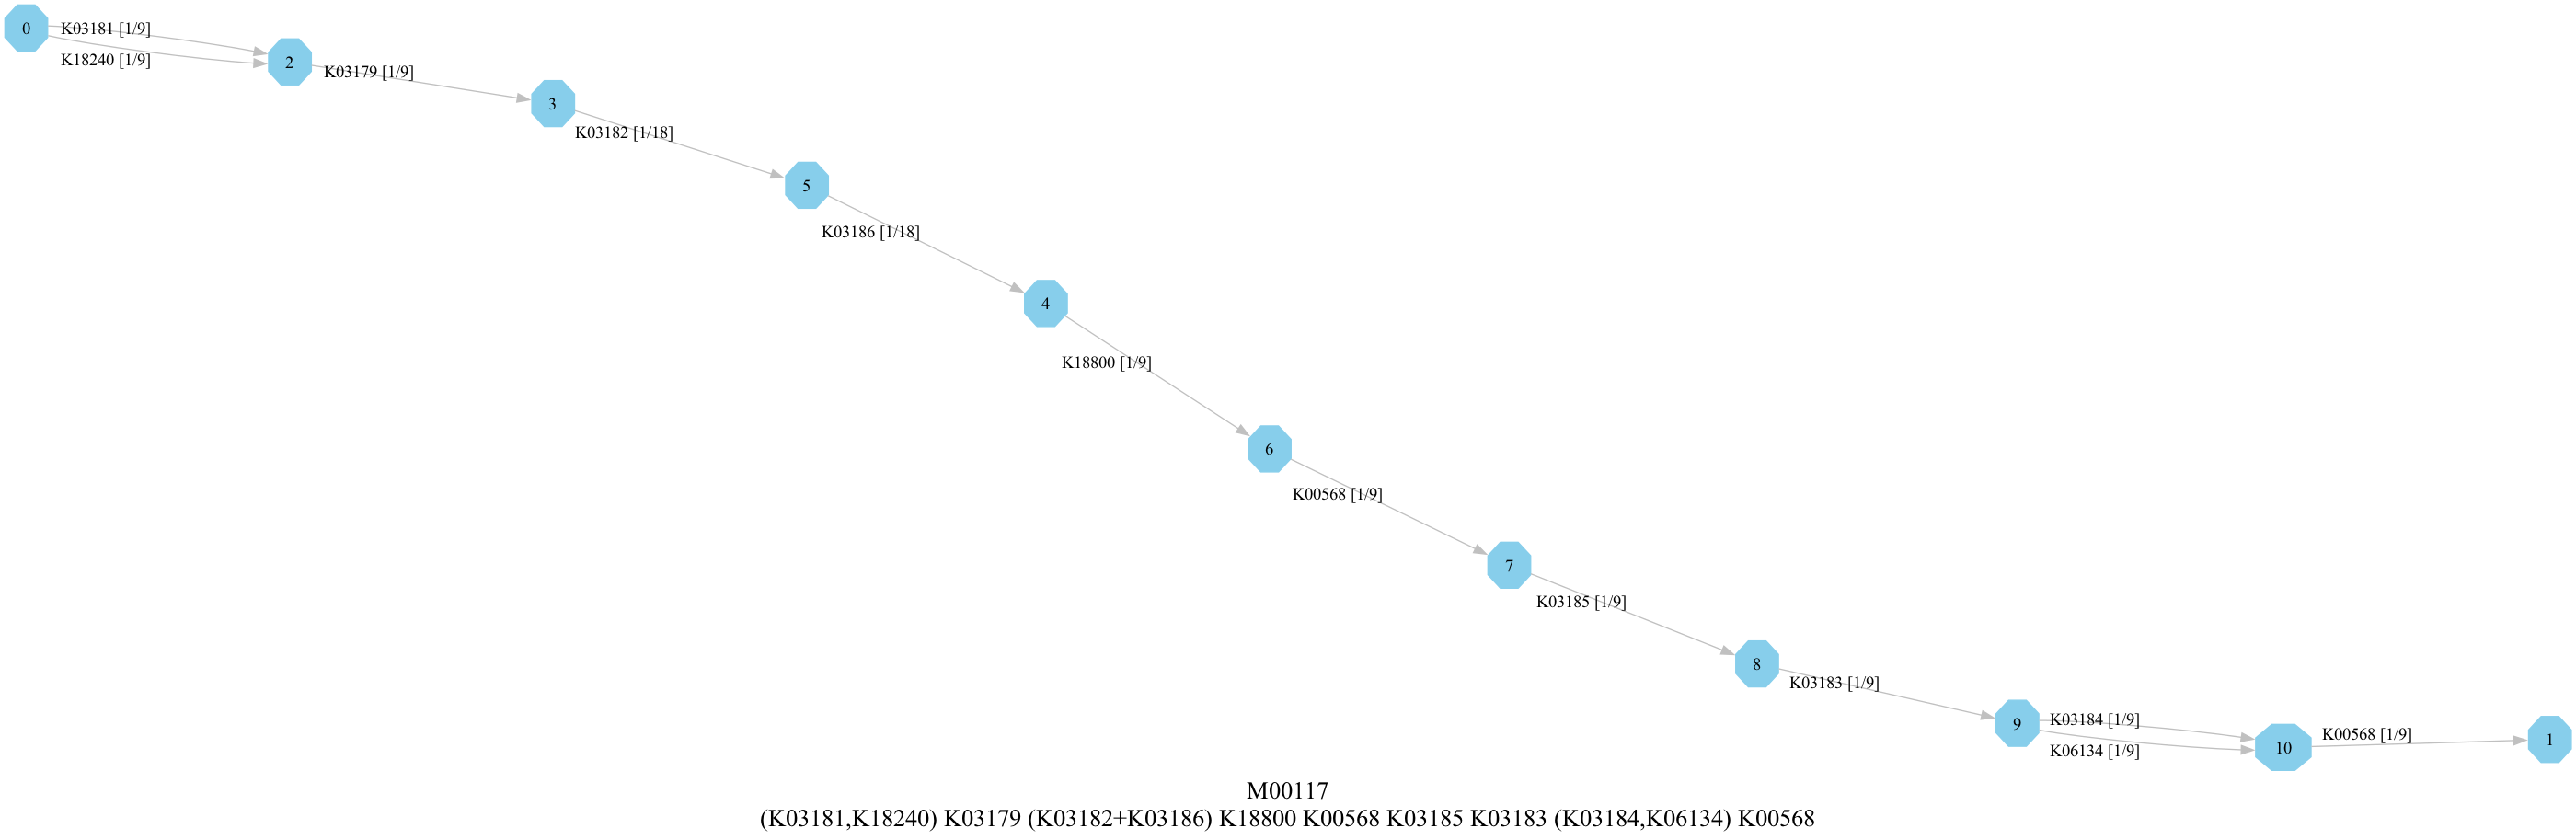 0
K03181 [1/9]
K18240 [1/9]
2
K03179 [1/9]
3
K03182 [1/18]
5
K03186 [1/18]
4
K18800 [1/9]
6
K00568 [1/9]
7
K03185 [1/9]
8
K03183 [1/9]
9
K03184 [1/9]
K06134 [1/9]
10
K00568 [1/9]
1
M00117
(K03181,K18240) K03179 (K03182+K03186) K18800 K00568 K03185 K03183 (K03184,K06134) K00568